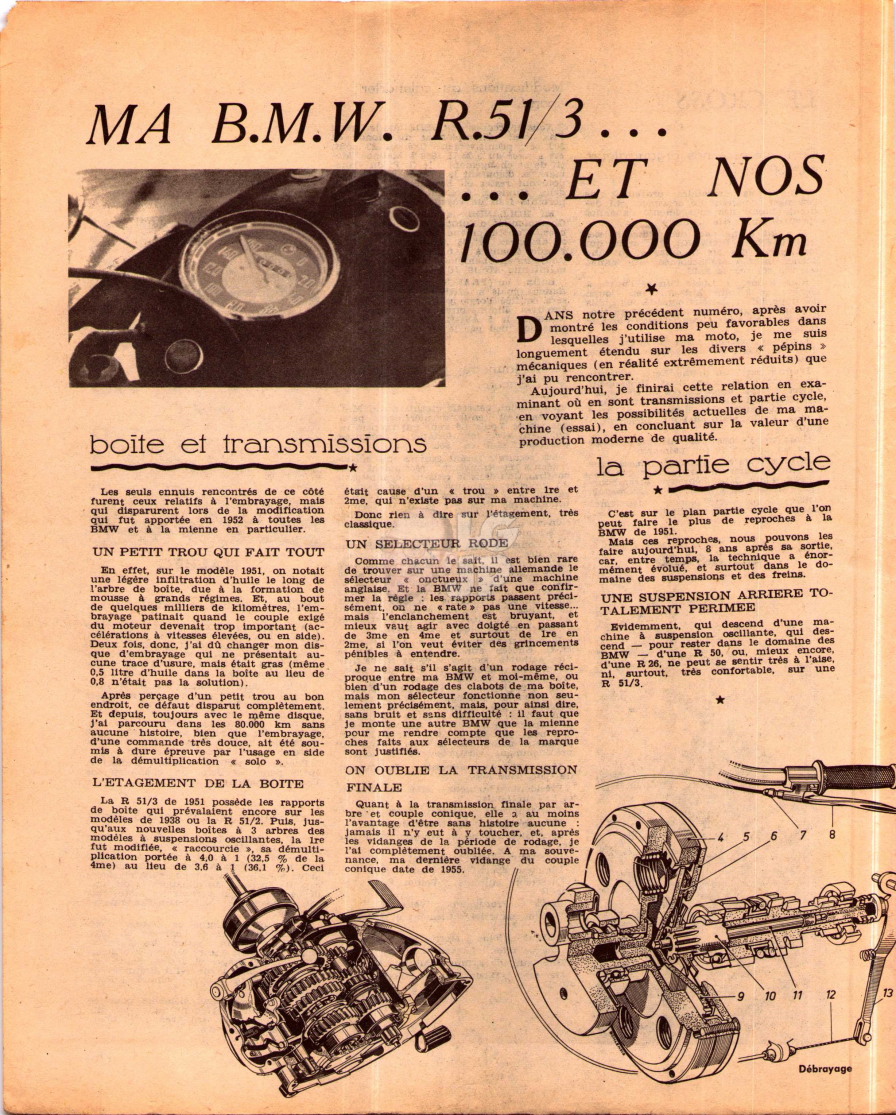 MA B.M.W. R.51/3...
... ET NOS
100.000 Km
DANS notre précédent numéro, après avoir
montré les conditions peu favorables dans
lesquelles j'utilise ma moto, je me suis
longuement étendu sur les divers « pépins »
mécaniques (en réalité extrêmement réduits) que
j'ai pu rencontrer.
Aujourd'hui, je finirai cette relation en exa-
minant où en sont transmissions et partie cycle,
en voyant les possibilités actuelles de ma ma-
chine (essai), en concluant sur la valeur d'une
production moderne de qualité.
boîte et transmissions
Les seuls ennuis rencontrés de ce côté
furent ceux relatifs à l'embrayage, mais
qui disparurent lors de la modification
qui fut apportée en 1952 à toutes les
BMW et à la mienne en particulier.
UN PETIT TROU QUI FAIT TOUT
En effet, sur le modèle 1951, on notait
une légère infiltration d'huile le long de
l'arbre de boîte, due à la formation de
mousse à grands régimes. Et, au bout
de quelques milliers de kilomètres, l'em-
brayage patinait quand le couple exigé
du moteur devenait trop important (ac-
célérations à vitesses élevées, ou en side).
Deux fois, donc, j'ai dû changer mon dis-
que d'embrayage qui ne présentait au-
cune trace d'usure, mais était gras (même
0,5 litre d'huile dans la boîte au lieu de
0,8 n'était pas la solution).
Après perçage d'un petit trou au bon
endroit, ce défaut disparut complètement.
Et depuis, toujours avec le même disque,
j'ai parcouru dans les 80.000 km sans
aucune histoire, bien que l'embrayage,
d'une commande très douce, ait été sou-
mis à dure épreuve par l'usage en side
de la démultiplication « solo ».
L'ETAGEMENT DE LA BOITE
La R 51/3 de 1951 possède les rapports
de boîte qui prévalaient encore sur les
modèles de 1938 ou la R 51/2. Puis, jus-
qu'aux nouvelles boîtes à 3 arbres des
modèles à suspensions oscillantes, la 1re
fut modifiée, « raccourcie », sa démulti-
plication portée à 4,0 à 1 (32,5 % de la
4me) au lieu de 3,6 à 1 (36,1 %). Ceci
était cause d'un « trou » entre 1re et
2me, qui n'existe pas sur ma machine.
Donc rien à dire sur l'étagement, très
classique.
UN SELECTEUR RODE
Comme chacun le sait, il est bien rare
de trouver sur une machine allemande le
sélecteur « onctueux » d'une machine
anglaise. Et la BMW ne fait que confir-
mer la règle : les rapports passent préci-
sément, on ne « rate » pas une vitesse...
mais l'enclanchement est bruyant, et
mieux vaut agir avec doigté en passant
de 3me en 4me et surtout de 1re en
2me, si l'on veut éviter des grincements
pénibles à entendre.
Je ne sait s'il s'agit d'un rodage réci-
proque entre ma BMW et moi-même, ou
bien d'un rodage des clabots de ma boîte,
mais mon sélecteur fonctionne non seu-
lement précisément, mais, pour ainsi dire,
sans bruit et sans difficulté : il faut que
je monte une autre BMW que la mienne
pour me rendre compte que les repro-
ches faits aux sélecteurs de la marque
sont justifiés.
ON OUBLIE LA TRANSMISSION
FINALE
Quant à la transmission finale par ar-
bre et couple conique, elle a au moins
l'avantage d'être sans histoire aucune :
jamais il n'y eut à y toucher, et, après
les vidanges de la période de rodage, je
l'ai complètement oubliée. A ma souve-
nance, ma dernière vidange du couple
conique date de 1955.
la partie cycle
C'est sur le plan partie cycle que l'on
peut faire le plus de reproches à la
BMW de 1951.
Mais ces reproches, nous pouvons les
faire aujourd'hui, 8 ans après sa sortie,
car, entre temps, la technique a énor-
mément évolué, et surtout dans le do-
maine des suspensions et des freins.
UNE SUSPENSION ARRIERE TO-
TALEMENT PERIMEE
Evidemment, qui descend d'une ma-
chine à suspension oscillante, qui des-
cend — pour rester dans le domaine des
BMW — d'une R 50, ou, mieux encore,
d'une R 26, ne peut se sentir très à l'aise,
ni, surtout, très confortable, sur une
R 51/3.
4 5 6 7 8
9 10 11 12 13
Débrayage